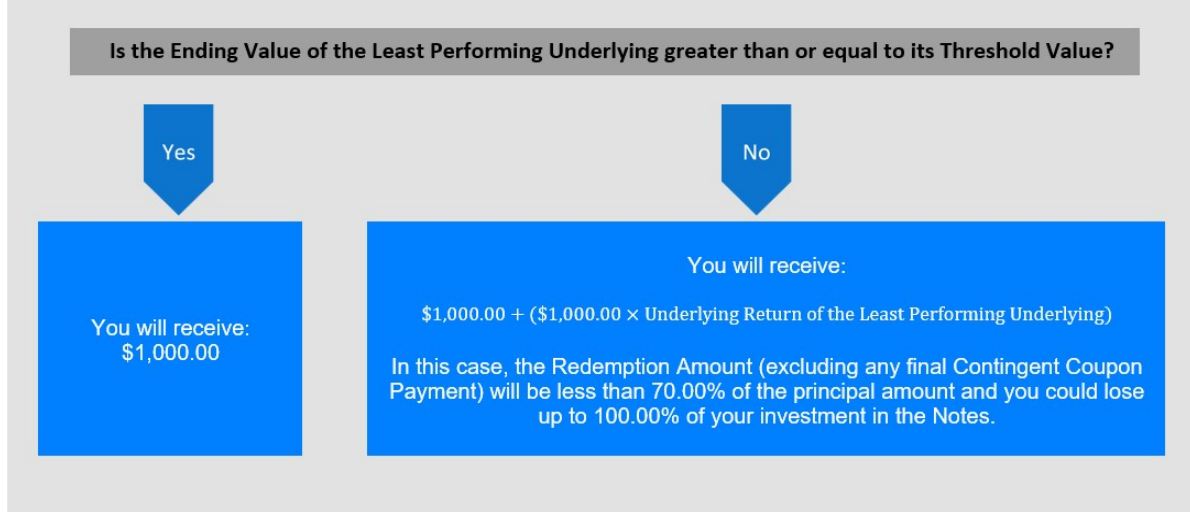 Is the Ending Value of the Least Performing Underlying greater than or equal to its Threshold Value?
Yes
No
You will receive:
$1,000.00
You will receive:
$1,000.00 + ($1,000.00 × Underlying Return of the Least Performing Underlying)
In this case, the Redemption Amount (excluding any final Contingent Coupon
Payment) will be less than 70.00% of the principal amount and you could lose
up to 100.00% of your investment in the Notes.